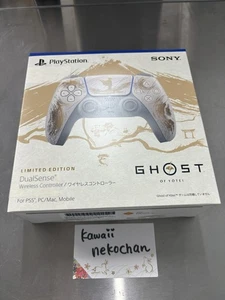 PlayStation
SONY
LIMITED EDITION
DualSense™
Wireless Controller / ワイヤレスコントローラー
For PS5®, PC/Mac, Mobile
GHOST
OF YŌTEI
kawaii
nekochan